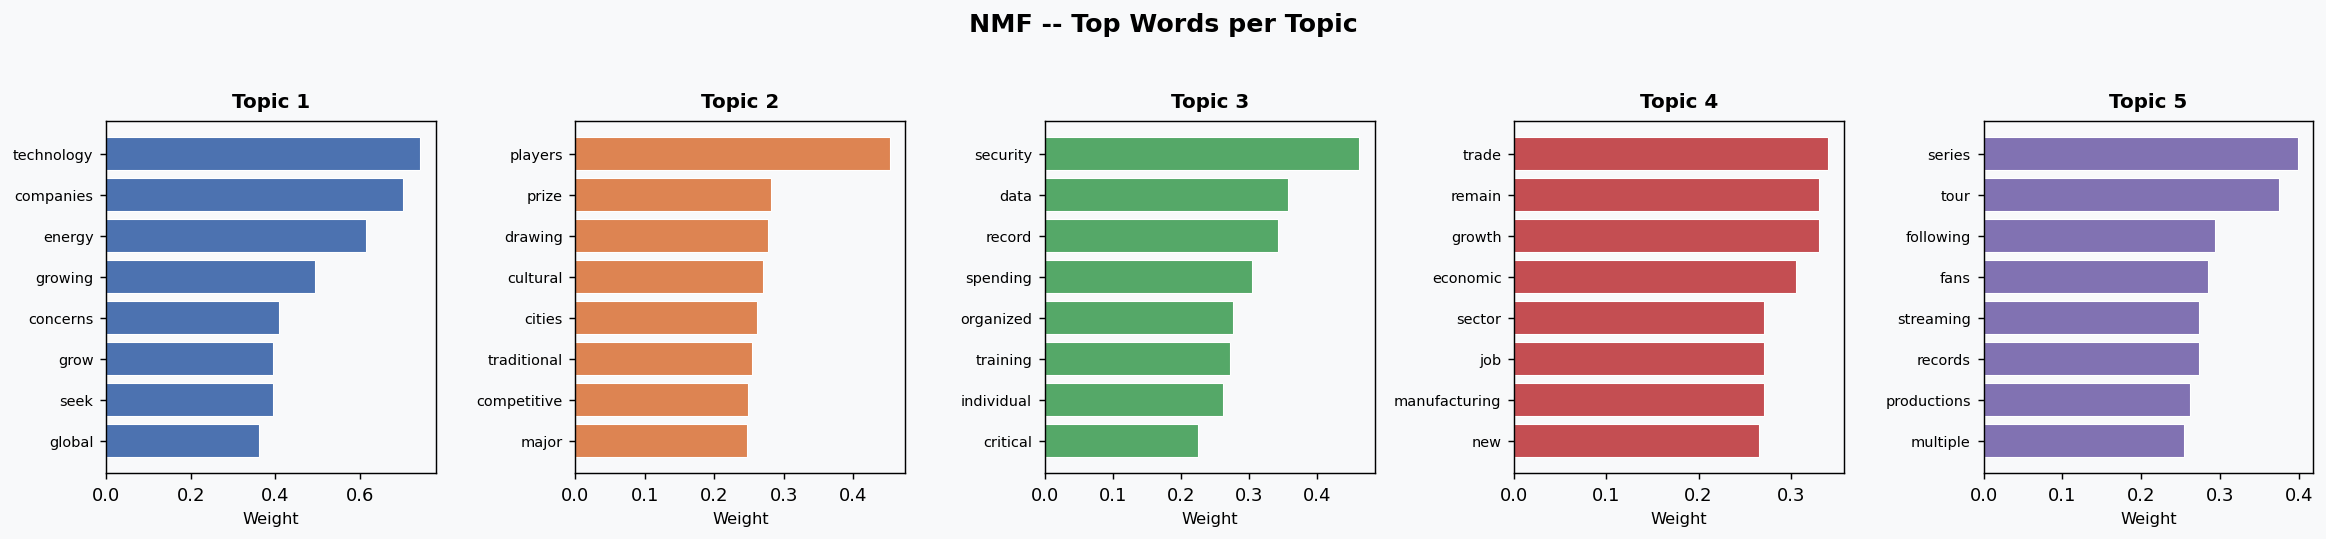 NMF -- Top Words per Topic
Topic 1
technology
companies
energy
growing
concerns
grow
seek
global
0.0 0.2 0.4 0.6
Weight
Topic 2
players
prize
drawing
cultural
cities
traditional
competitive
major
0.0 0.1 0.2 0.3 0.4
Weight
Topic 3
security
data
record
spending
organized
training
individual
critical
0.0 0.1 0.2 0.3 0.4
Weight
Topic 4
trade
remain
growth
economic
sector
job
manufacturing
new
0.0 0.1 0.2 0.3
Weight
Topic 5
series
tour
following
fans
streaming
records
productions
multiple
0.0 0.1 0.2 0.3 0.4
Weight